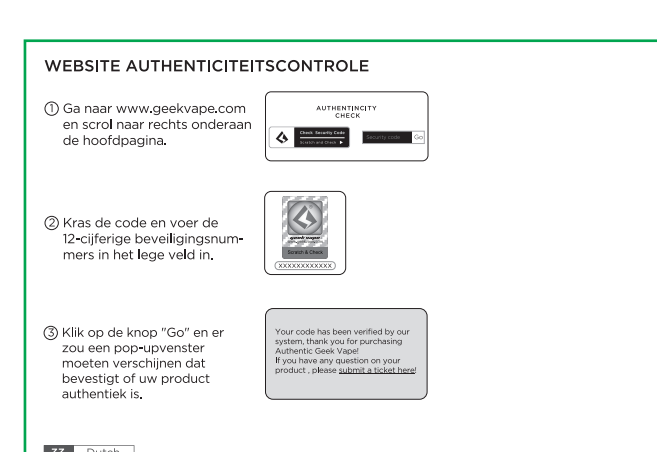 WEBSITE AUTHENTICITEITSCONTROLE
① Ga naar www.geekvape.com
en scrol naar rechts onderaan
de hoofdpagina.
AUTHENTINCITY
CHECK
Check Security Code
Scratch and Check ▶
Security code
Go
② Kras de code en voer de
12-cijferige beveiligingsnum-
mers in het lege veld in.
geek vape
Scratch & Check
XXXXXXXXXXXX
③ Klik op de knop "Go" en er
zou een pop-upvenster
moeten verschijnen dat
bevestigt of uw product
authentiek is.
Your code has been verified by our
system, thank you for purchasing
Authentic Geek Vape!
If you have any question on your
product , please submit a ticket here!
33 Dutch